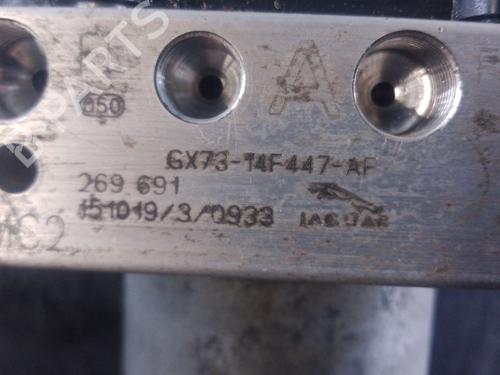 A
050
GX73-14F447-AF
269 691
151019/3/0933
JAGUAR
MC2